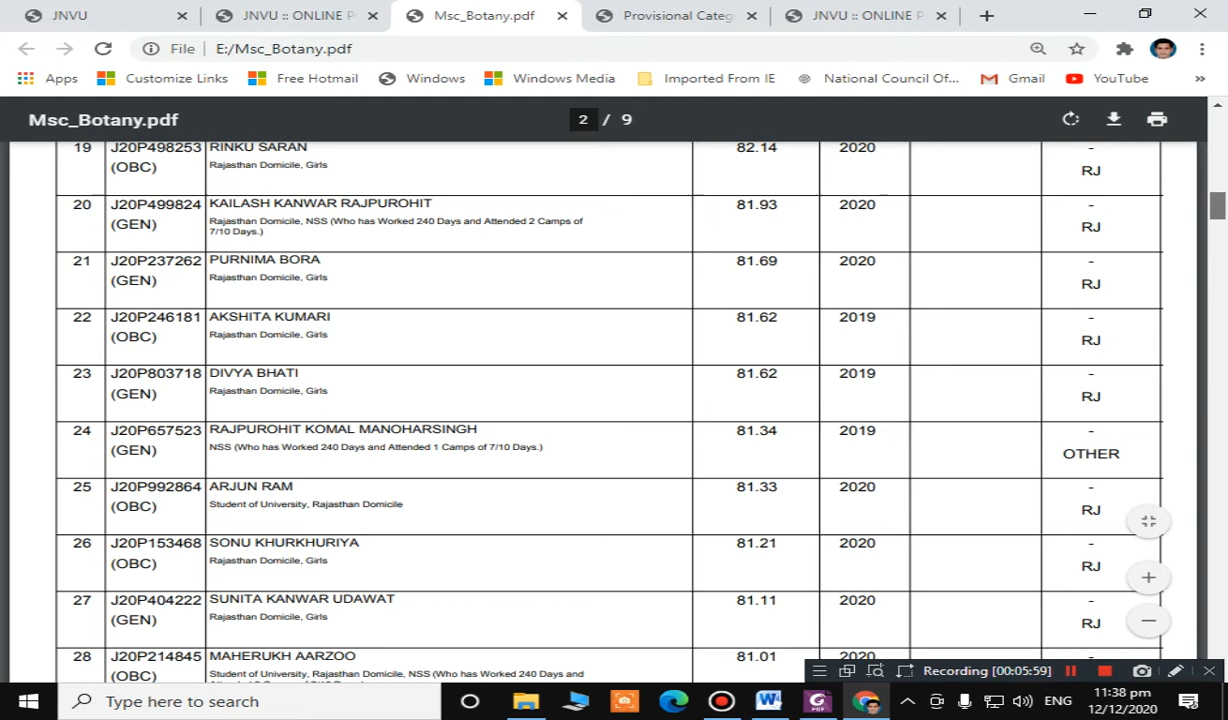 JNVU
JNVU :: ONLINE P
Msc_Botany.pdf
Provisional Categ
JNVU :: ONLINE P
File
E:/Msc_Botany.pdf
Apps
Customize Links
Free Hotmail
Windows
Windows Media
Imported From IE
National Council Of...
Gmail
YouTube
»
Msc_Botany.pdf
2 / 9
19 J20P498253 RINKU SARAN 82.14 2020 -
(OBC) Rajasthan Domicile, Girls RJ
20 J20P499824 KAILASH KANWAR RAJPUROHIT 81.93 2020 -
(GEN) Rajasthan Domicile, NSS (Who has Worked 240 Days and Attended 2 Camps of RJ
7/10 Days.)
21 J20P237262 PURNIMA BORA 81.69 2020 -
(GEN) Rajasthan Domicile, Girls RJ
22 J20P246181 AKSHITA KUMARI 81.62 2019 -
(OBC) Rajasthan Domicile, Girls RJ
23 J20P803718 DIVYA BHATI 81.62 2019 -
(GEN) Rajasthan Domicile, Girls RJ
24 J20P657523 RAJPUROHIT KOMAL MANOHARSINGH 81.34 2019 -
(GEN) NSS (Who has Worked 240 Days and Attended 1 Camps of 7/10 Days.) OTHER
25 J20P992864 ARJUN RAM 81.33 2020 -
(OBC) Student of University, Rajasthan Domicile RJ
26 J20P153468 SONU KHURKHURIYA 81.21 2020 -
(OBC) Rajasthan Domicile, Girls RJ
27 J20P404222 SUNITA KANWAR UDAWAT 81.11 2020 -
(GEN) Rajasthan Domicile, Girls RJ
28 J20P214845 MAHERUKH AARZOO 81.01 2020 -
(OBC) Student of University, Rajasthan Domicile, NSS (Who has Worked 240 Days and
Recording [00:05:59]
Type here to search
ENG
11:38 pm
12/12/2020